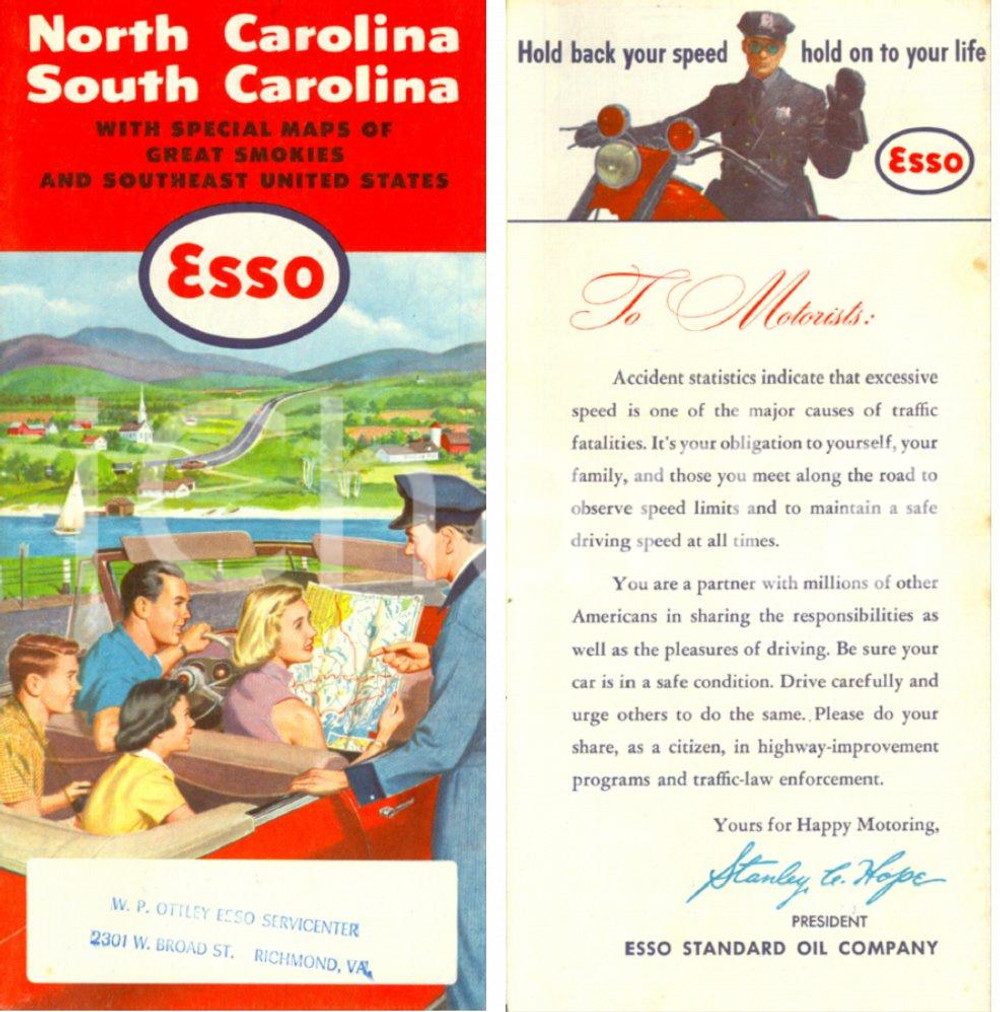 North Carolina
South Carolina
WITH SPECIAL MAPS OF
GREAT SMOKIES
AND SOUTHEAST UNITED STATES
Esso
W. P. OTTLEY ESSO SERVICENTER
2301 W. BROAD ST. RICHMOND, VA.
Hold back your speed hold on to your life
Esso
To Motorists:
Accident statistics indicate that excessive
speed is one of the major causes of traffic
fatalities. It's your obligation to yourself, your
family, and those you meet along the road to
observe speed limits and to maintain a safe
driving speed at all times.
You are a partner with millions of other
Americans in sharing the responsibilities as
well as the pleasures of driving. Be sure your
car is in a safe condition. Drive carefully and
urge others to do the same. Please do your
share, as a citizen, in highway-improvement
programs and traffic-law enforcement.
Yours for Happy Motoring,
Stanley C. Hope
PRESIDENT
ESSO STANDARD OIL COMPANY